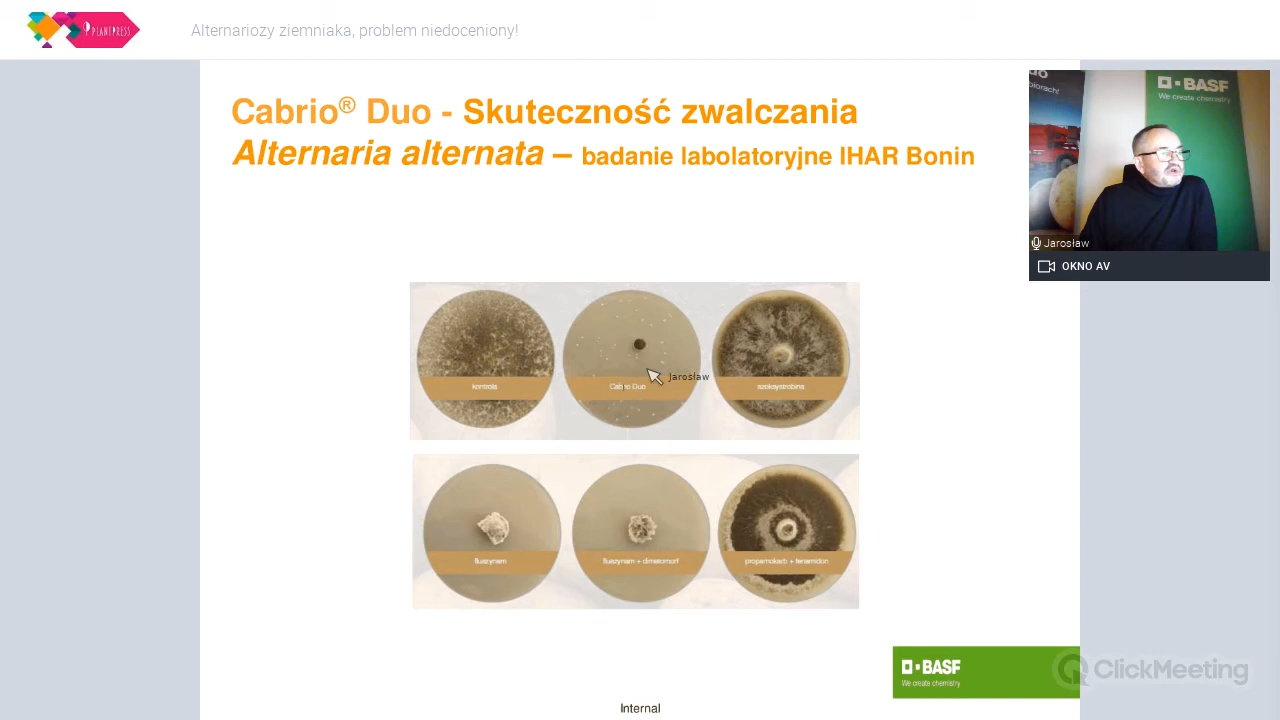 PLANTPRESS
Alternariozy ziemniaka, problem niedoceniony!
Cabrio® Duo - Skuteczność zwalczania
Alternaria alternata – badanie labolatoryjne IHAR Bonin
BASF
We create chemistry
Jarosław
OKNO AV
kontrola
Cabrio Duo
Jarosław
azoksystrobina
fluazynam
fluazynam + dimetomorf
propamokarb + fenamidon
BASF
We create chemistry
ClickMeeting
Internal